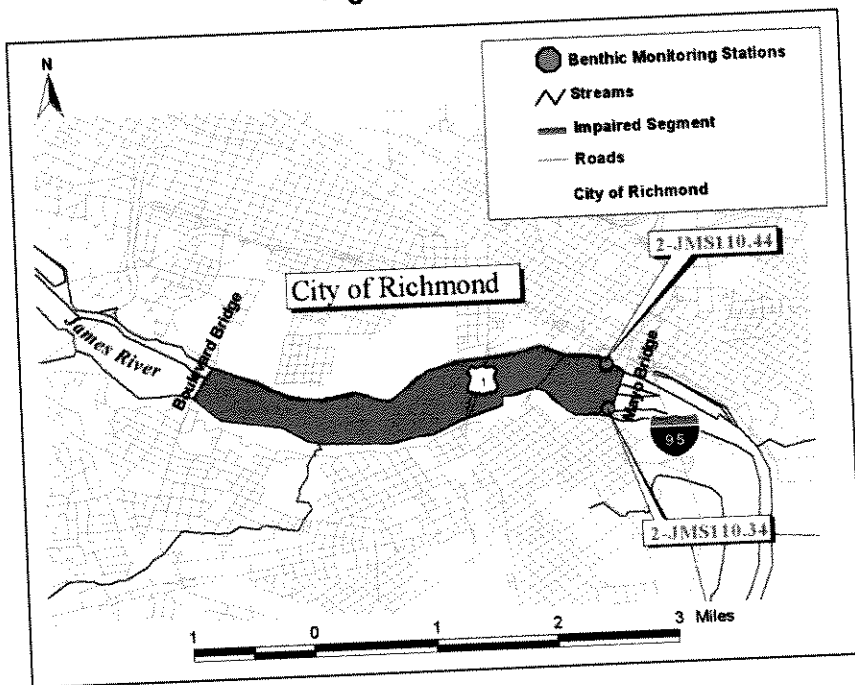 N
Benthic Monitoring Stations
Streams
Impaired Segment
Roads
City of Richmond
2-JMS110.44
City of Richmond
James River
Boulevard Bridge
1
Mayo Bridge
95
2-JMS110.34
1 0 1 2 3 Miles